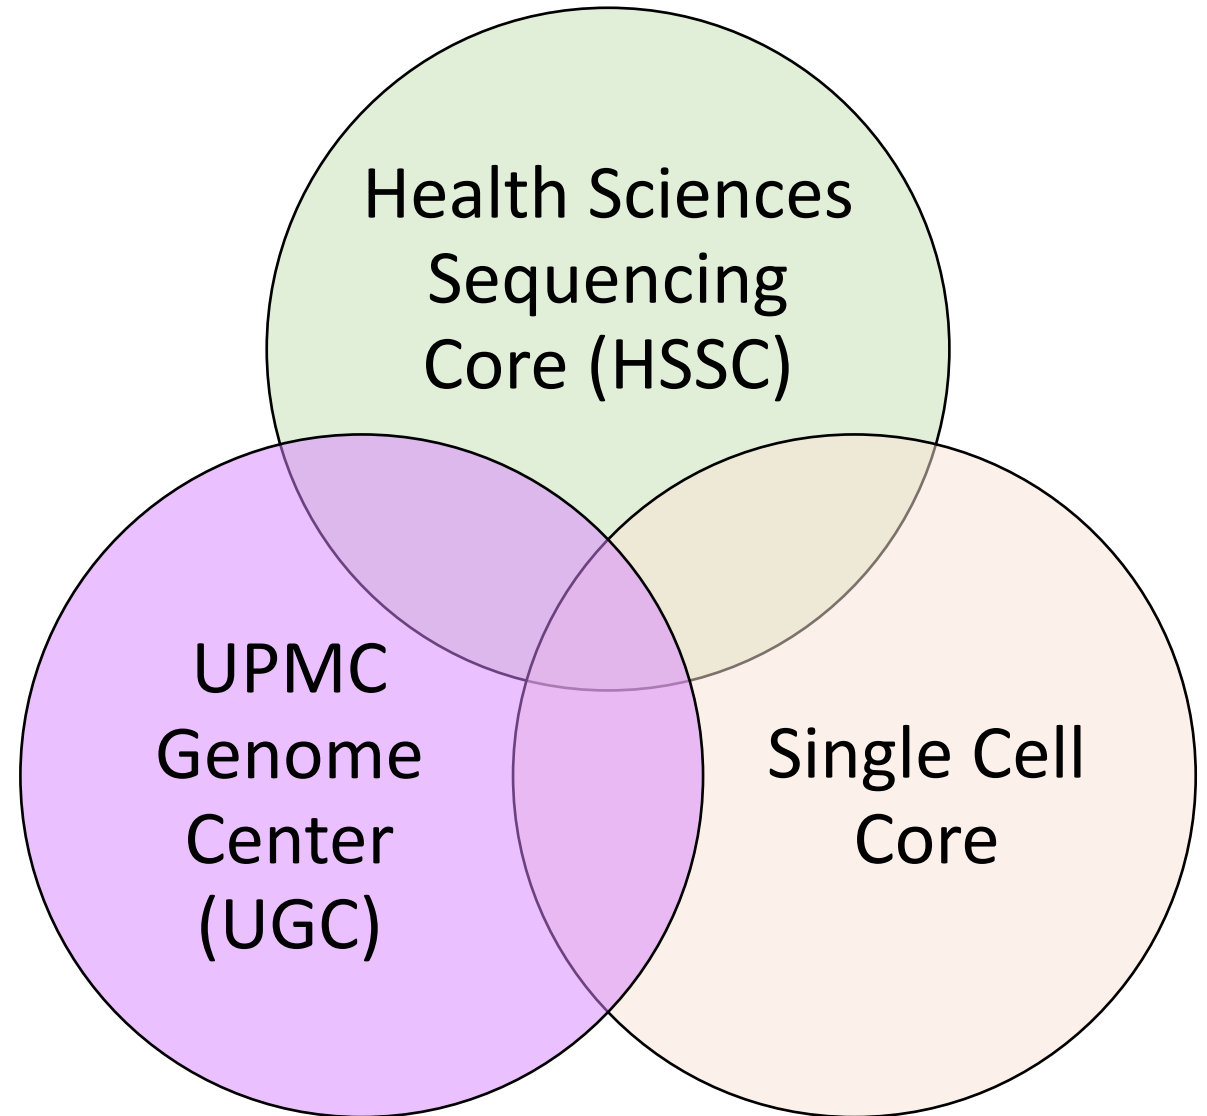 Health Sciences
Sequencing
Core (HSSC)
UPMC
Genome
Center
(UGC)
Single Cell
Core